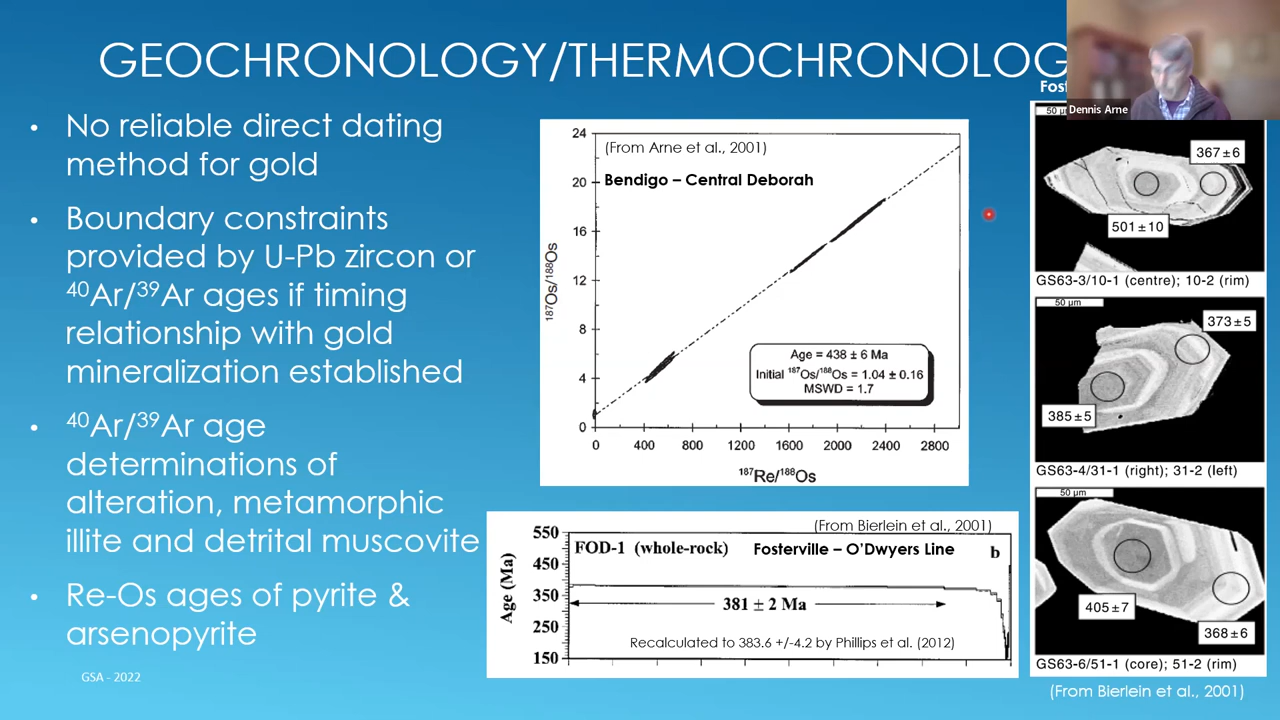 GEOCHRONOLOGY/THERMOCHRONOLOG
• No reliable direct dating
method for gold
• Boundary constraints
provided by U-Pb zircon or
⁴⁰Ar/³⁹Ar ages if timing
relationship with gold
mineralization established
• ⁴⁰Ar/³⁹Ar age
determinations of
alteration, metamorphic
illite and detrital muscovite
• Re-Os ages of pyrite &
arsenopyrite
GSA - 2022
(From Arne et al., 2001)
Bendigo – Central Deborah
¹⁸⁷Os/¹⁸⁸Os
24
20
16
12
8
4
0
Age = 438 ± 6 Ma
Initial ¹⁸⁷Os/¹⁸⁸Os = 1.04 ± 0.16
MSWD = 1.7
0 400 800 1200 1600 2000 2400 2800
¹⁸⁷Re/¹⁸⁸Os
(From Bierlein et al., 2001)
Age (Ma)
550
450
350
250
150
FOD-1 (whole-rock) Fosterville – O'Dwyers Line b
381 ± 2 Ma
Recalculated to 383.6 +/-4.2 by Phillips et al. (2012)
Dennis Arne
Fost
50 µ
367 ± 6
501 ± 10
GS63-3/10-1 (centre); 10-2 (rim)
50 µm
373 ± 5
385 ± 5
GS63-4/31-1 (right); 31-2 (left)
50 µm
405 ± 7
368 ± 6
GS63-6/51-1 (core); 51-2 (rim)
(From Bierlein et al., 2001)